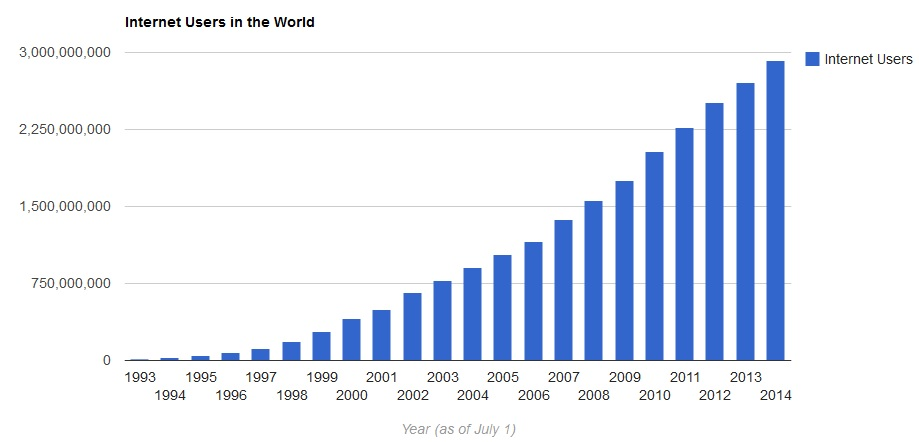 Internet Users in the World
3,000,000,000
Internet Users
2,250,000,000
1,500,000,000
750,000,000
0
1993 1995 1997 1999 2001 2003 2005 2007 2009 2011 2013
1994 1996 1998 2000 2002 2004 2006 2008 2010 2012 2014
Year (as of July 1)